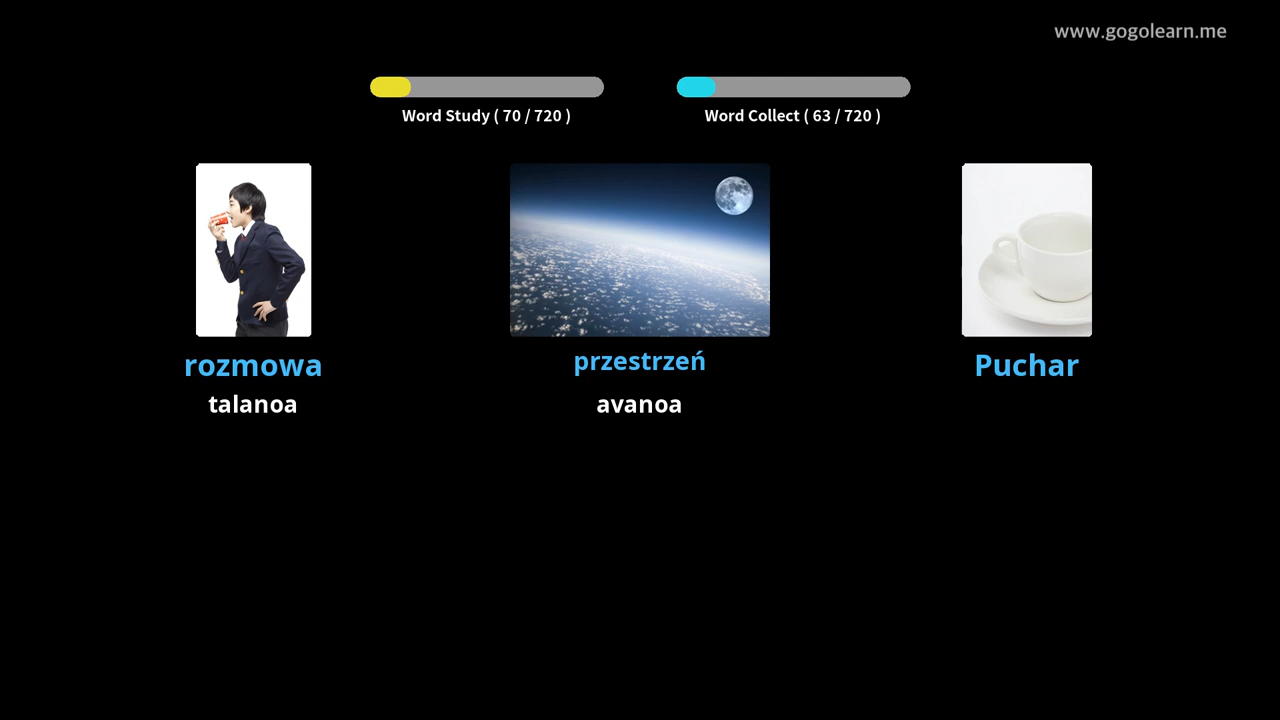 www.gogolearn.me
Word Study ( 70 / 720 )
Word Collect ( 63 / 720 )
rozmowa
talanoa
przestrzeń
avanoa
Puchar